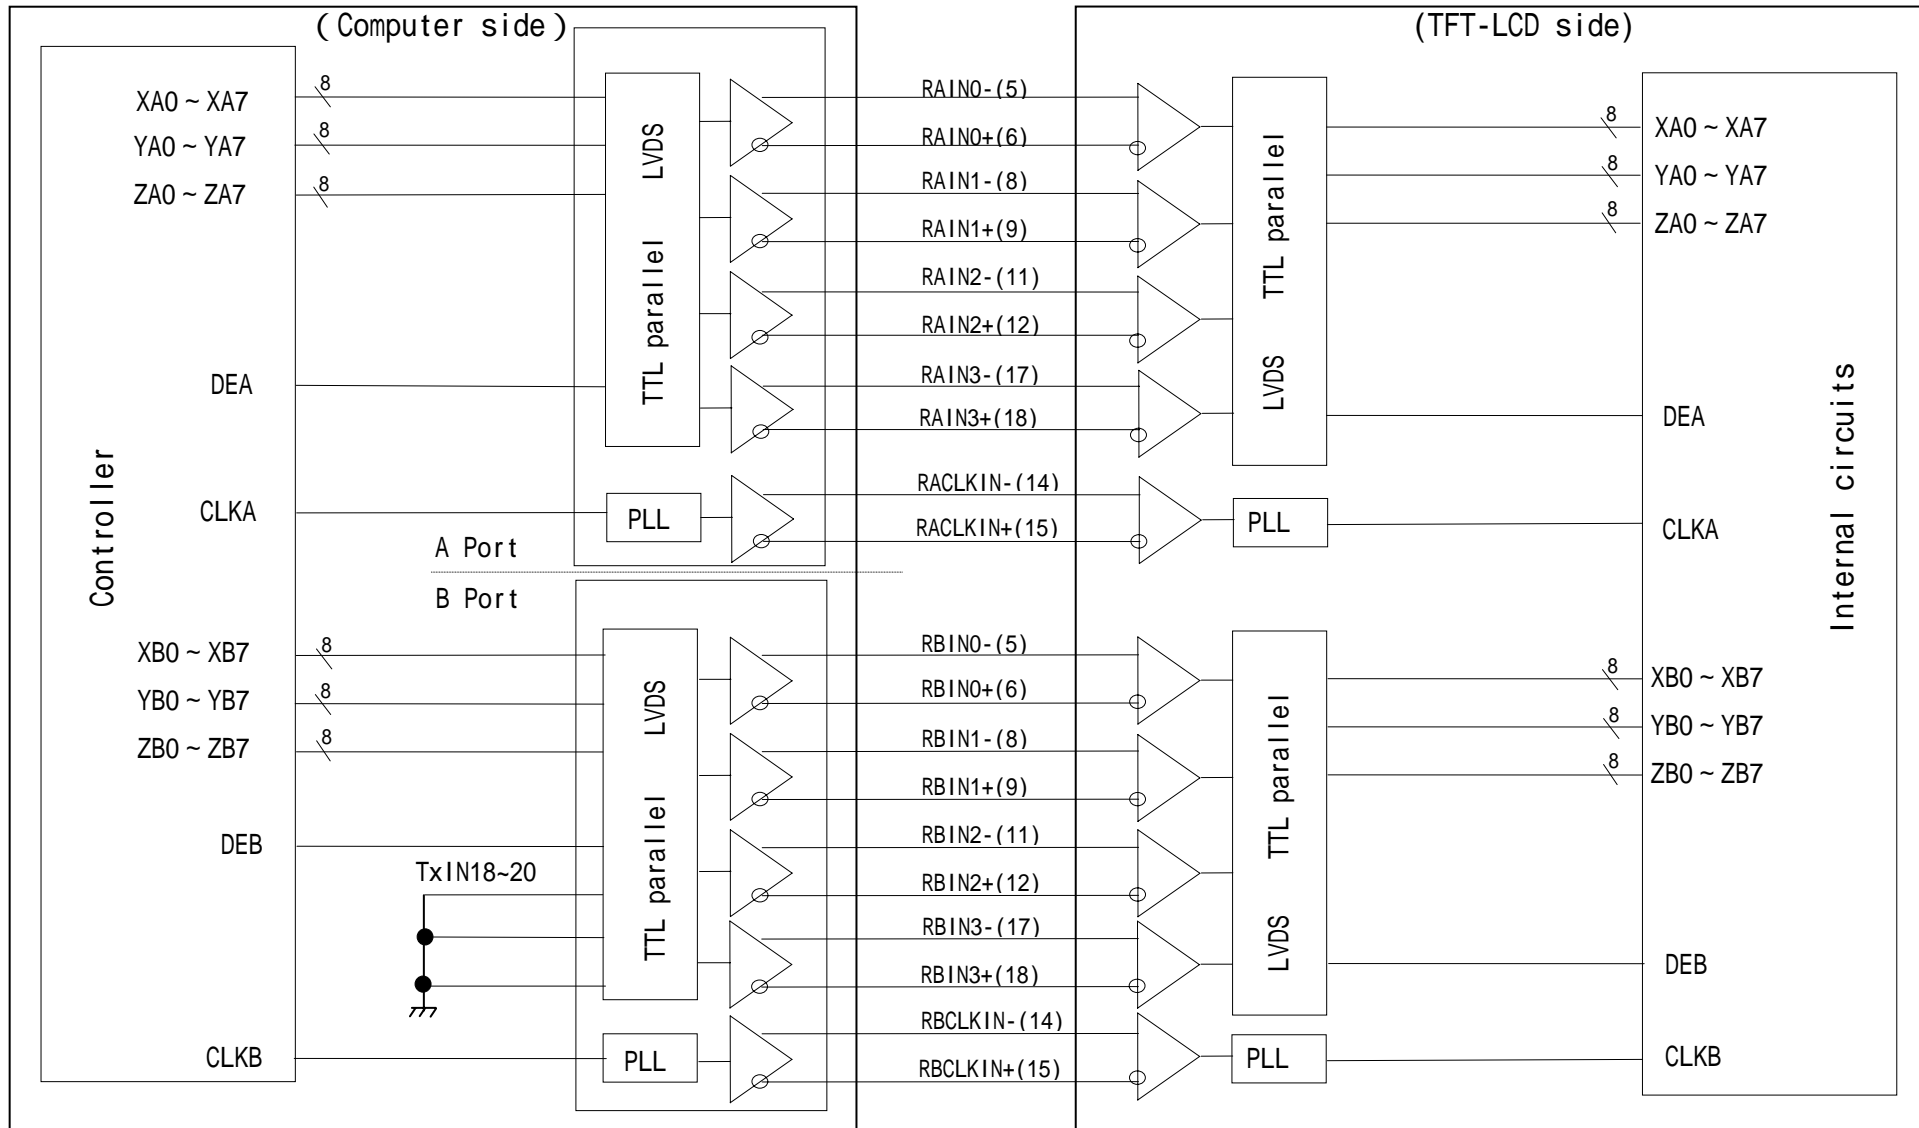 (Computer side)
(TFT-LCD side)
Controller
XA0 ~ XA7
8
YA0 ~ YA7
8
ZA0 ~ ZA7
8
DEA
CLKA
A Port
B Port
XB0 ~ XB7
8
YB0 ~ YB7
8
ZB0 ~ ZB7
8
DEB
TxIN18~20
CLKB
TTL parallel LVDS
PLL
TTL parallel LVDS
PLL
RAIN0-(5)
RAIN0+(6)
RAIN1-(8)
RAIN1+(9)
RAIN2-(11)
RAIN2+(12)
RAIN3-(17)
RAIN3+(18)
RACLKIN-(14)
RACLKIN+(15)
RBIN0-(5)
RBIN0+(6)
RBIN1-(8)
RBIN1+(9)
RBIN2-(11)
RBIN2+(12)
RBIN3-(17)
RBIN3+(18)
RBCLKIN-(14)
RBCLKIN+(15)
LVDS TTL parallel
PLL
LVDS TTL parallel
PLL
8
XA0 ~ XA7
8
YA0 ~ YA7
8
ZA0 ~ ZA7
DEA
CLKA
8
XB0 ~ XB7
8
YB0 ~ YB7
8
ZB0 ~ ZB7
DEB
CLKB
Internal circuits